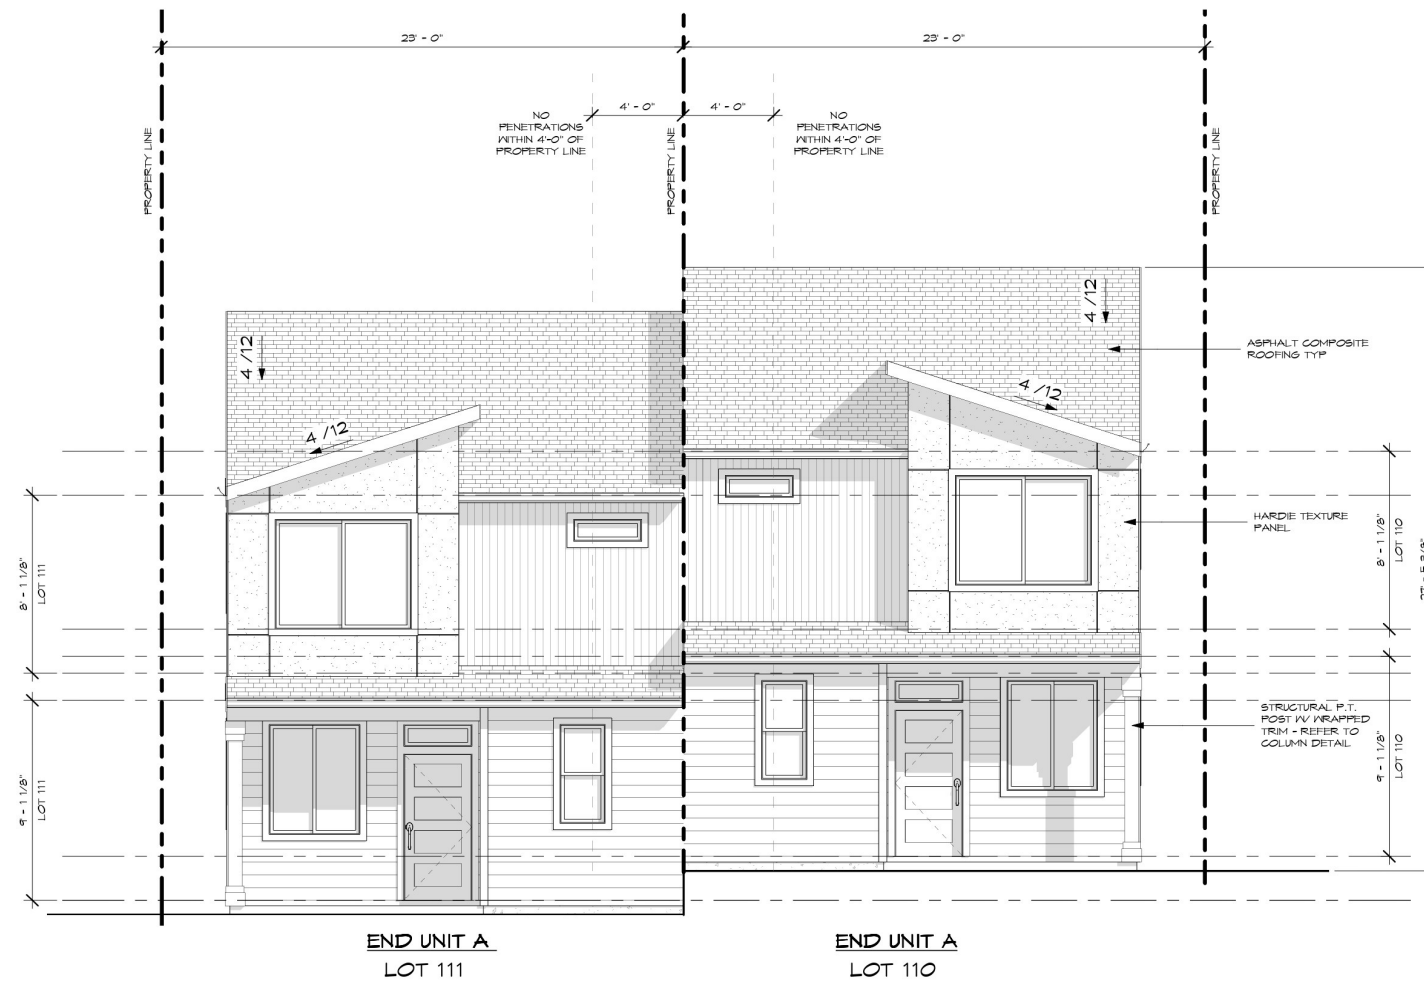 23' - 0"
23' - 0"
4' - 0"
4' - 0"
NO
PENETRATIONS
WITHIN 4'-0" OF
PROPERTY LINE
NO
PENETRATIONS
WITHIN 4'-0" OF
PROPERTY LINE
PROPERTY LINE
PROPERTY LINE
PROPERTY LINE
4 /12
4 /12
4 /12
4 /12
ASPHALT COMPOSITE
ROOFING TYP
HARDIE TEXTURE
PANEL
STRUCTURAL P.T.
POST W/ WRAPPED
TRIM - REFER TO
COLUMN DETAIL
8' - 1 1/8"
LOT 111
9' - 1 1/8"
LOT 111
8' - 1 1/8"
LOT 110
9' - 1 1/8"
LOT 110
END UNIT A
LOT 111
END UNIT A
LOT 110